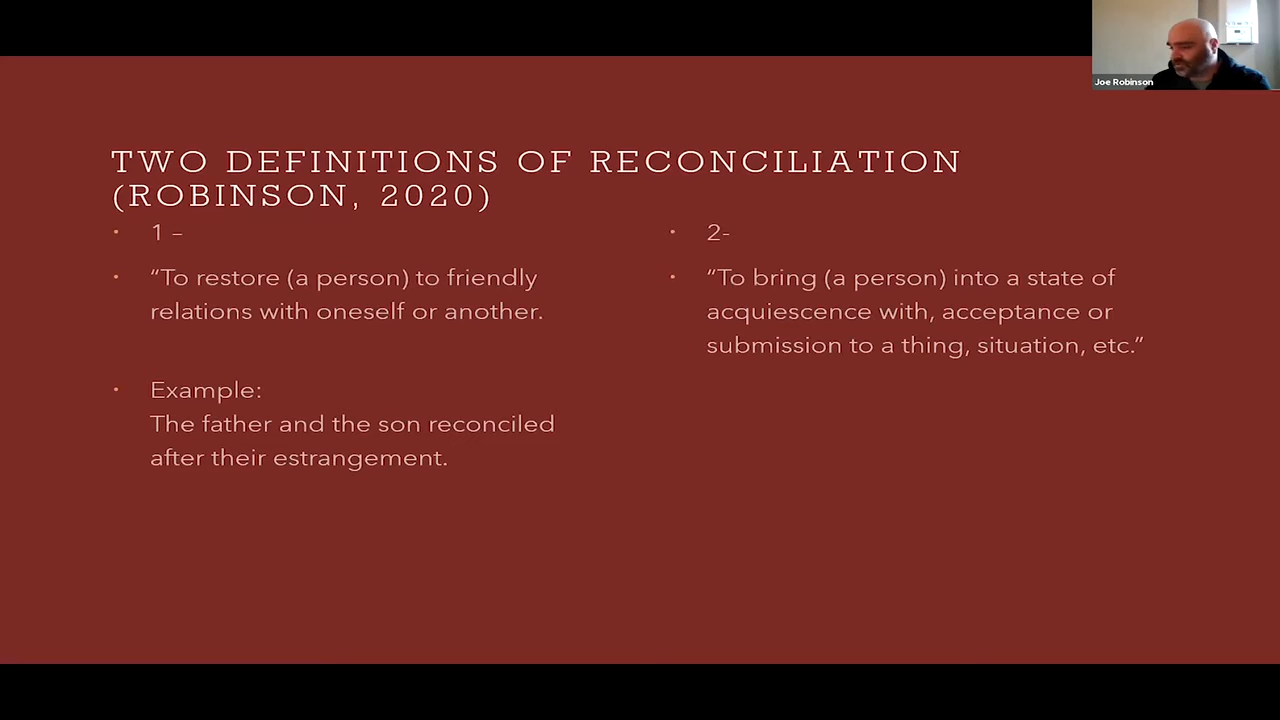 Joe Robinson
TWO DEFINITIONS OF RECONCILIATION
(ROBINSON, 2020)
• 1 –
• “To restore (a person) to friendly
relations with oneself or another.
• Example:
The father and the son reconciled
after their estrangement.
• 2-
• “To bring (a person) into a state of
acquiescence with, acceptance or
submission to a thing, situation, etc.”